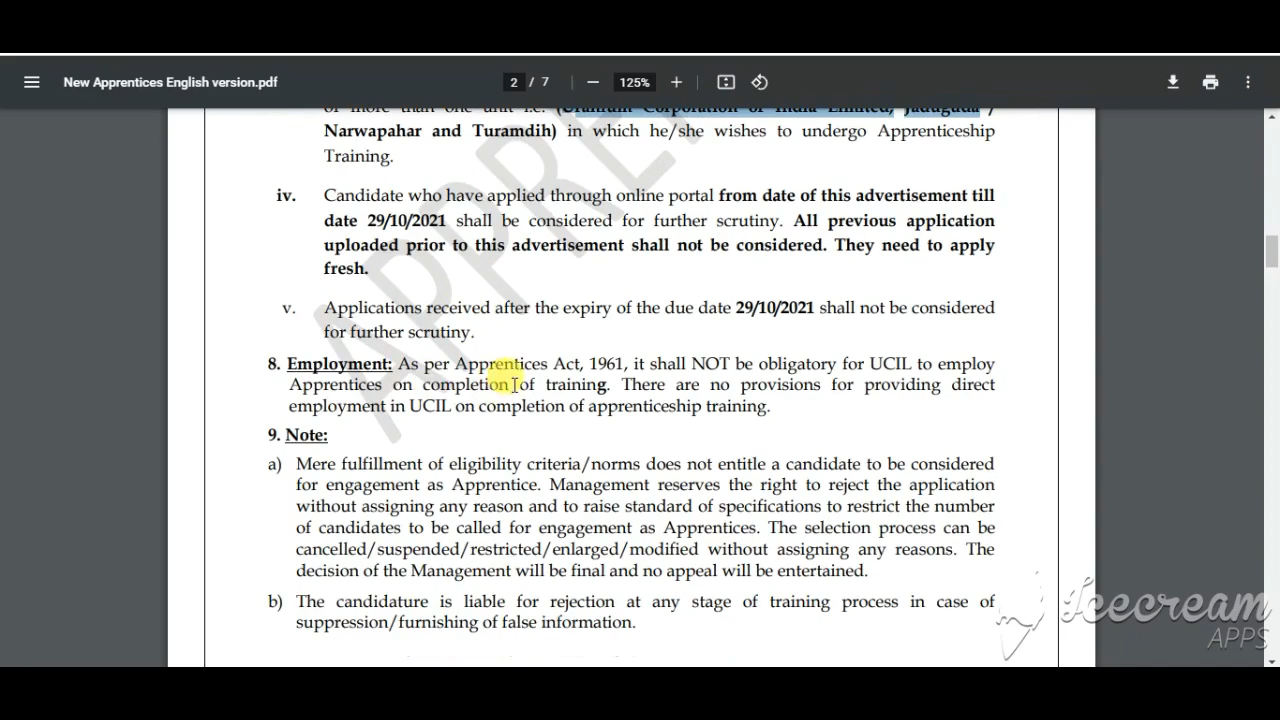 New Apprentices English version.pdf
2 / 7
125%
of more than one unit i.e. (Uranium Corporation of India Limited, Jaduguda /
Narwapahar and Turamdih) in which he/she wishes to undergo Apprenticeship
Training.
iv. Candidate who have applied through online portal from date of this advertisement till
date 29/10/2021 shall be considered for further scrutiny. All previous application
uploaded prior to this advertisement shall not be considered. They need to apply
fresh.
v. Applications received after the expiry of the due date 29/10/2021 shall not be considered
for further scrutiny.
8. Employment: As per Apprentices Act, 1961, it shall NOT be obligatory for UCIL to employ
Apprentices on completion of training. There are no provisions for providing direct
employment in UCIL on completion of apprenticeship training.
9. Note:
a) Mere fulfillment of eligibility criteria/norms does not entitle a candidate to be considered
for engagement as Apprentice. Management reserves the right to reject the application
without assigning any reason and to raise standard of specifications to restrict the number
of candidates to be called for engagement as Apprentices. The selection process can be
cancelled/suspended/restricted/enlarged/modified without assigning any reasons. The
decision of the Management will be final and no appeal will be entertained.
b) The candidature is liable for rejection at any stage of training process in case of
suppression/furnishing of false information.
Icecream
APPS